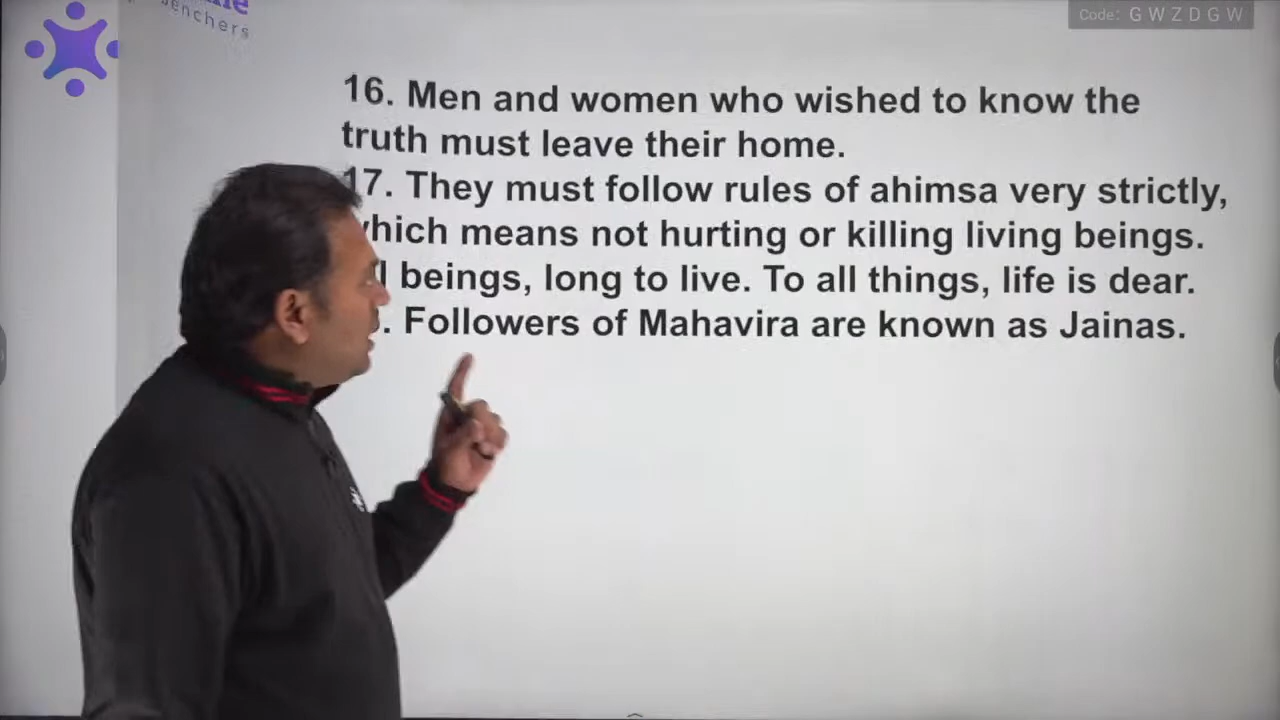 enchers
Code: G W Z D G W
16. Men and women who wished to know the
truth must leave their home.
17. They must follow rules of ahimsa very strictly,
which means not hurting or killing living beings.
beings, long to live. To all things, life is dear.
. Followers of Mahavira are known as Jainas.